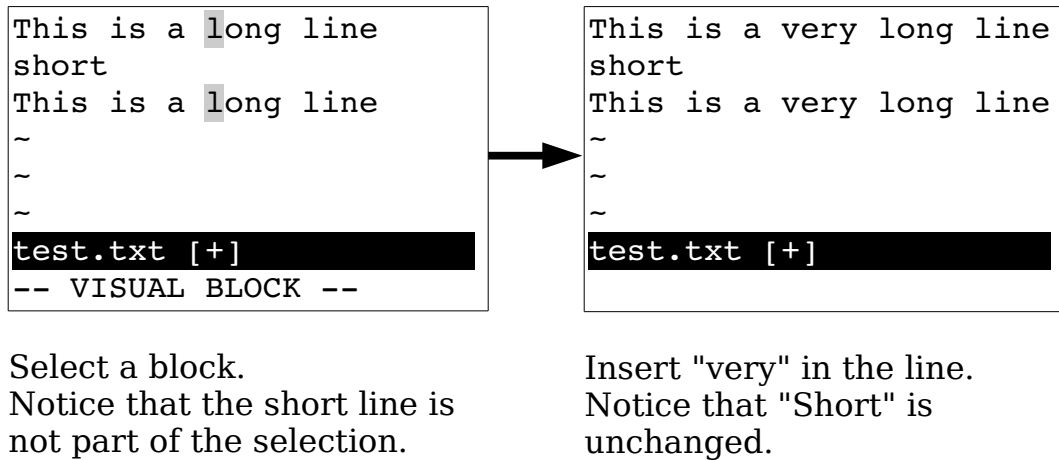 This is a long line
short
This is a long line
~
~
~
test.txt [+]
-- VISUAL BLOCK --
Select a block.
Notice that the short line is
not part of the selection.
This is a very long line
short
This is a very long line
~
~
~
test.txt [+]
Insert "very" in the line.
Notice that "Short" is
unchanged.